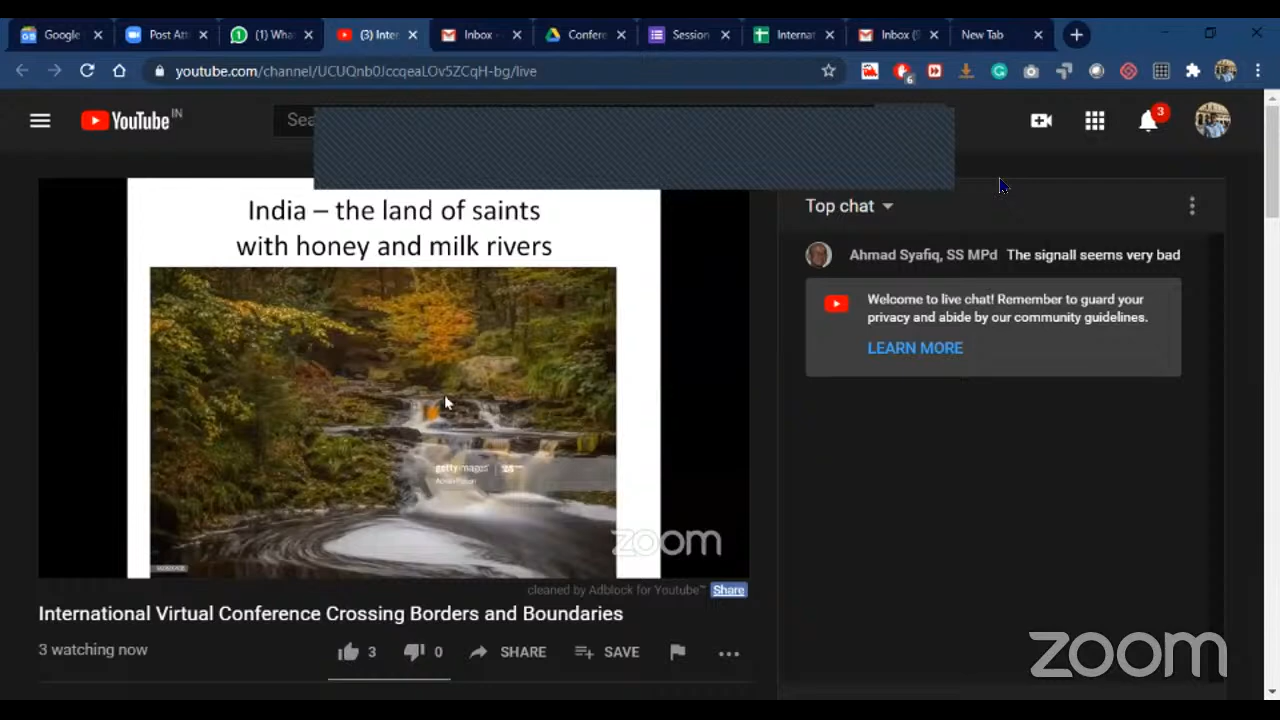 Google
Post Att
(1) Wha
(3) Inter
Inbox -
Confere
Session
Internat
Inbox (
New Tab
youtube.com/channel/UCUQnb0JccqeaLOv5ZCqH-bg/live
6
YouTube IN
Sea
3
India – the land of saints
with honey and milk rivers
gettyimages
zoom
Top chat
Ahmad Syafiq, SS MPd The signall seems very bad
Welcome to live chat! Remember to guard your
privacy and abide by our community guidelines.
LEARN MORE
cleaned by Adblock for Youtube™ Share
International Virtual Conference Crossing Borders and Boundaries
3 watching now
3
0
SHARE
SAVE
zoom